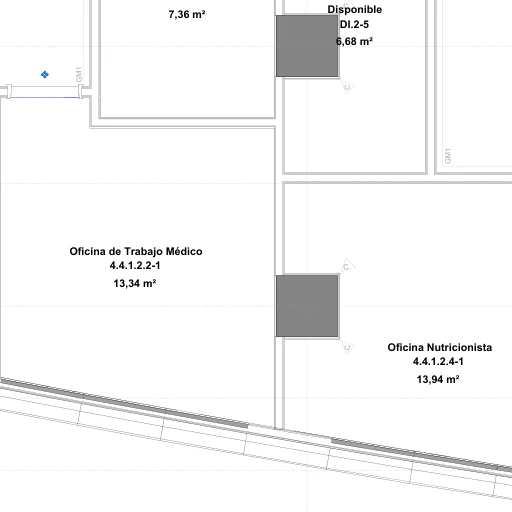 7,36 m²
Disponible
DI.2-5
6,68 m²
GM1
C
GM1
Oficina de Trabajo Médico
4.4.1.2.2-1
13,34 m²
C
C
Oficina Nutricionista
4.4.1.2.4-1
13,94 m²